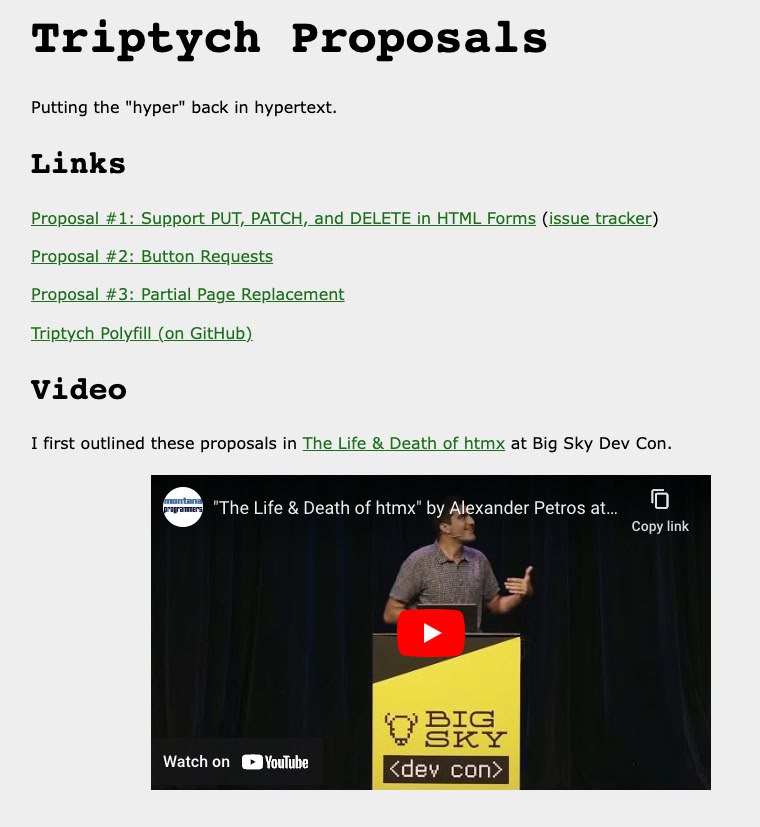 Triptych Proposals
Putting the "hyper" back in hypertext.
Links
Proposal #1: Support PUT, PATCH, and DELETE in HTML Forms (issue tracker)
Proposal #2: Button Requests
Proposal #3: Partial Page Replacement
Triptych Polyfill (on GitHub)
Video
I first outlined these proposals in The Life & Death of htmx at Big Sky Dev Con.
montana
programmers
"The Life & Death of htmx" by Alexander Petros at...
Copy link
BIG
SKY
<dev con>
Watch on YouTube